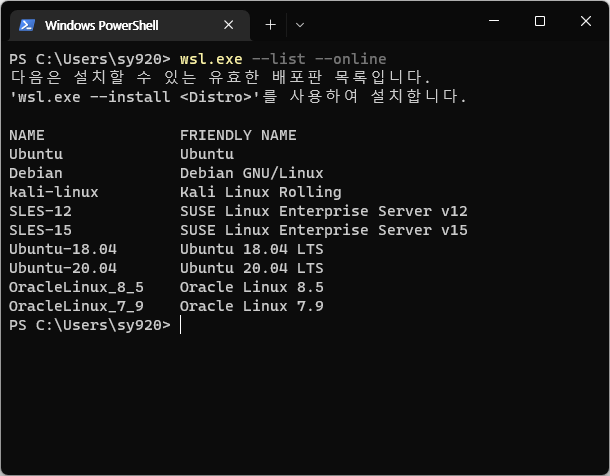 Windows PowerShell
PS C:\Users\sy920> wsl.exe --list --online
다음은 설치할 수 있는 유효한 배포판 목록입니다.
'wsl.exe --install <Distro>'를 사용하여 설치합니다.
NAME FRIENDLY NAME
Ubuntu Ubuntu
Debian Debian GNU/Linux
kali-linux Kali Linux Rolling
SLES-12 SUSE Linux Enterprise Server v12
SLES-15 SUSE Linux Enterprise Server v15
Ubuntu-18.04 Ubuntu 18.04 LTS
Ubuntu-20.04 Ubuntu 20.04 LTS
OracleLinux_8_5 Oracle Linux 8.5
OracleLinux_7_9 Oracle Linux 7.9
PS C:\Users\sy920>